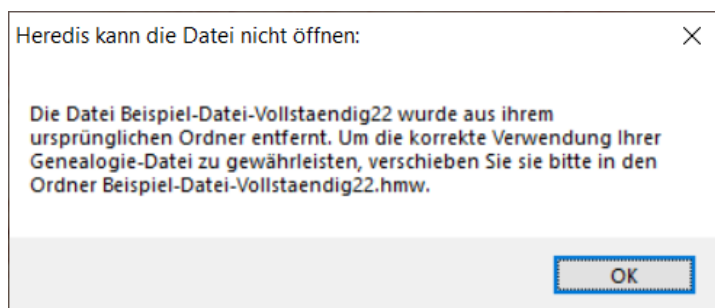 Heredis kann die Datei nicht öffnen:
Die Datei Beispiel-Datei-Vollstaendig22 wurde aus ihrem
ursprünglichen Ordner entfernt. Um die korrekte Verwendung Ihrer
Genealogie-Datei zu gewährleisten, verschieben Sie sie bitte in den
Ordner Beispiel-Datei-Vollstaendig22.hmw.
OK